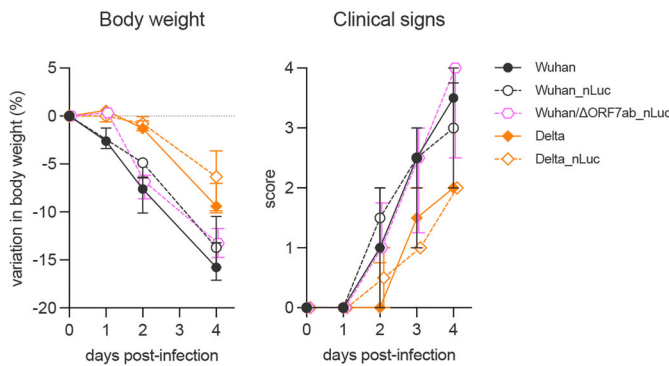 Body weight
Clinical signs
variation in body weight (%)
5
0
-5
-10
-15
-20
0 1 2 3 4
days post-infection
score
4
3
2
1
0
0 1 2 3 4
days post-infection
Wuhan
Wuhan_nLuc
Wuhan/ΔORF7ab_nLuc
Delta
Delta_nLuc